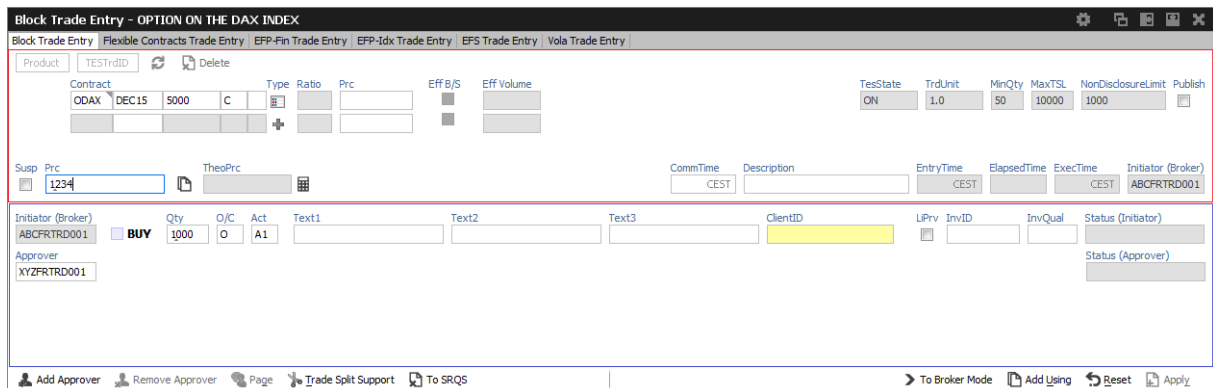 Block Trade Entry - OPTION ON THE DAX INDEX
Block Trade Entry Flexible Contracts Trade Entry EFP-Fin Trade Entry EFP-Idx Trade Entry EFS Trade Entry Vola Trade Entry
Product TESTrdID Delete
Contract Type Ratio Prc Eff B/S Eff Volume TesState TrdUnit MinQty MaxTSL NonDisclosureLimit Publish
ODAX DEC15 5000 C ON 1.0 50 10000 1000
Susp Prc TheoPrc CommTime Description EntryTime ElapsedTime ExecTime Initiator (Broker)
1234 CEST CEST CEST ABCFRTRD001
Initiator (Broker) Qty O/C Act Text1 Text2 Text3 ClientID LiPrv InvID InvQual Status (Initiator)
ABCFRTRD001 BUY 1000 O A1
Approver Status (Approver)
XYZFRTRD001
Add Approver Remove Approver Page Trade Split Support To SRQS To Broker Mode Add Using Reset Apply